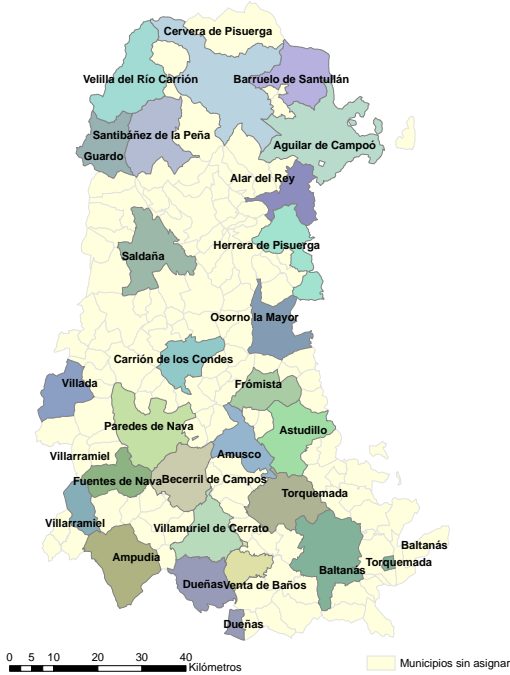 Cervera de Pisuerga
Velilla del Río Carrión
Barruelo de Santullán
Santibáñez de la Peña
Aguilar de Campoó
Guardo
Alar del Rey
Herrera de Pisuerga
Saldaña
Osorno la Mayor
Carrión de los Condes
Villada
Frómista
Paredes de Nava
Astudillo
Villarramiel
Amusco
Fuentes de Nava
Becerril de Campos
Torquemada
Villarramiel
Villamuriel de Cerrato
Baltanás
Ampudia
Torquemada
Baltanás
Dueñas
Venta de Baños
Dueñas
0 5 10 20 30 40
Kilómetros
Municipios sin asignar